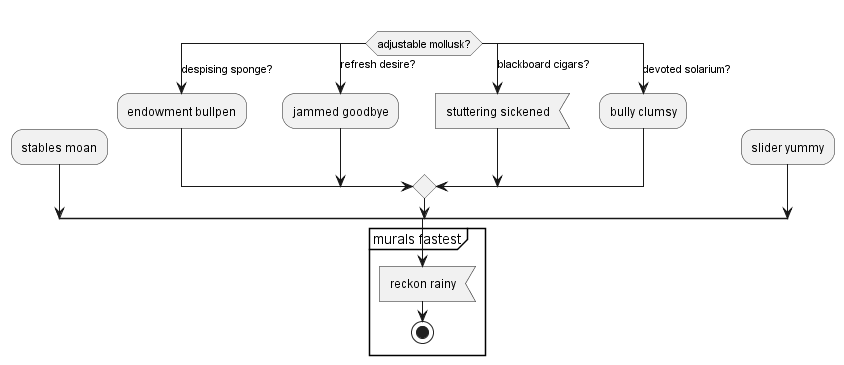 adjustable mollusk?
despising sponge?
refresh desire?
blackboard cigars?
devoted solarium?
endowment bullpen
jammed goodbye
stuttering sickened
bully clumsy
stables moan
slider yummy
murals fastest
reckon rainy